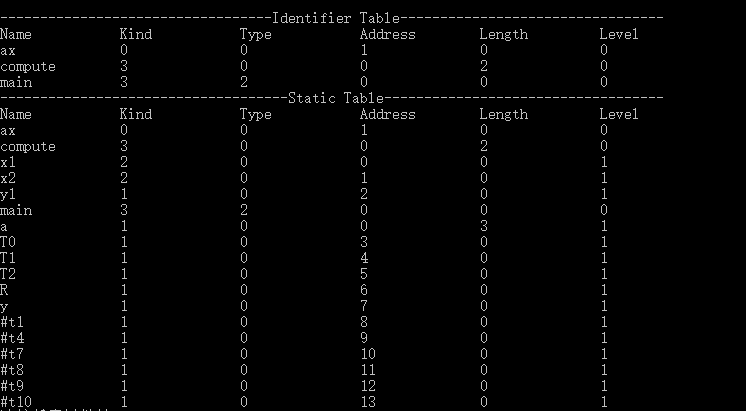 ----------------------------------Identifier Table---------------------------------
Name Kind Type Address Length Level
ax 0 0 1 0 0
compute 3 0 0 2 0
main 3 2 0 0 0
------------------------------------Static Table-----------------------------------
Name Kind Type Address Length Level
ax 0 0 1 0 0
compute 3 0 0 2 0
x1 2 0 0 0 1
x2 2 0 1 0 1
y1 1 0 2 0 1
main 3 2 0 0 0
a 1 0 0 3 1
T0 1 0 3 0 1
T1 1 0 4 0 1
T2 1 0 5 0 1
R 1 0 6 0 1
y 1 0 7 0 1
#t1 1 0 8 0 1
#t4 1 0 9 0 1
#t7 1 0 10 0 1
#t8 1 0 11 0 1
#t9 1 0 12 0 1
#t10 1 0 13 0 1